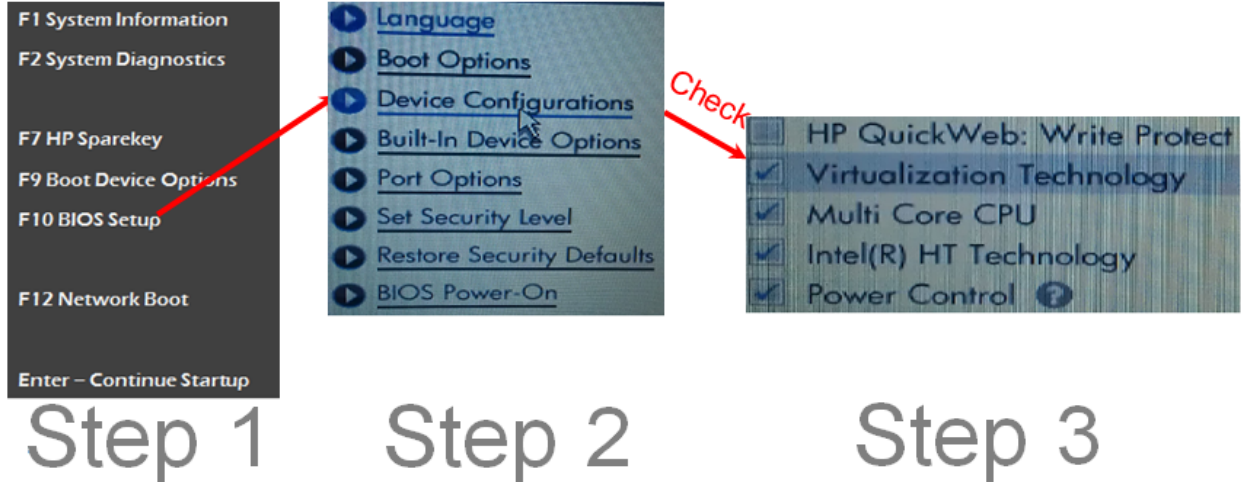 F1 System Information
F2 System Diagnostics
F7 HP Sparekey
F9 Boot Device Options
F10 BIOS Setup
F12 Network Boot
Enter – Continue Startup
Language
Boot Options
Device Configurations
Built-In Device Options
Port Options
Set Security Level
Restore Security Defaults
BIOS Power-On
Check
HP QuickWeb: Write Protect
Virtualization Technology
Multi Core CPU
Intel(R) HT Technology
Power Control ?
Step 1
Step 2
Step 3